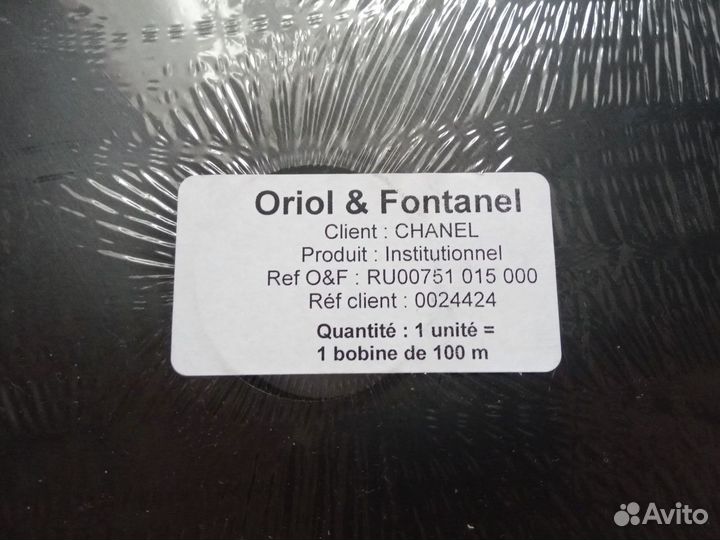 Oriol & Fontanel
Client : CHANEL
Produit : Institutionnel
Ref O&F : RU00751 015 000
Réf client : 0024424
Quantité : 1 unité =
1 bobine de 100 m
Avito